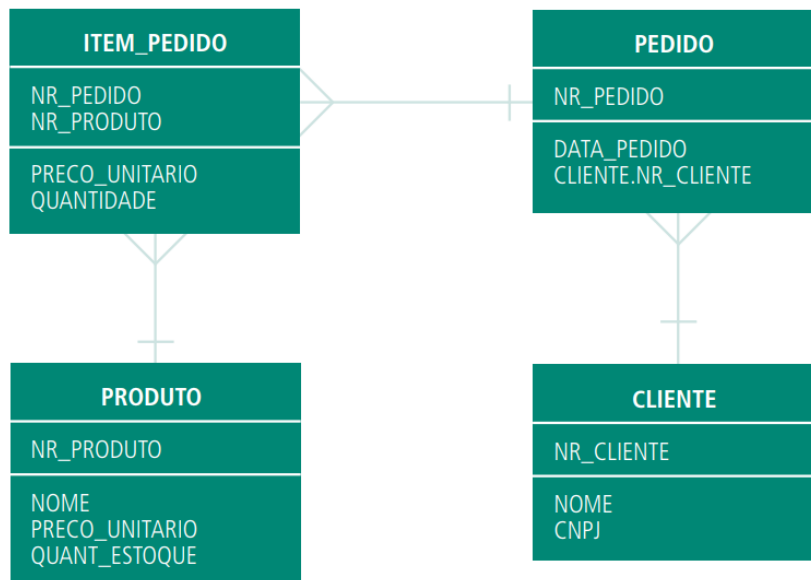 ITEM_PEDIDO
NR_PEDIDO
NR_PRODUTO
PRECO_UNITARIO
QUANTIDADE
PEDIDO
NR_PEDIDO
DATA_PEDIDO
CLIENTE.NR_CLIENTE
PRODUTO
NR_PRODUTO
NOME
PRECO_UNITARIO
QUANT_ESTOQUE
CLIENTE
NR_CLIENTE
NOME
CNPJ